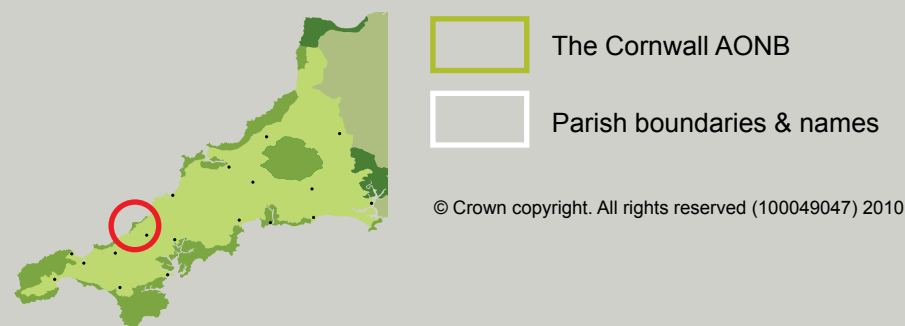 The Cornwall AONB
Parish boundaries & names
© Crown copyright. All rights reserved (100049047) 2010